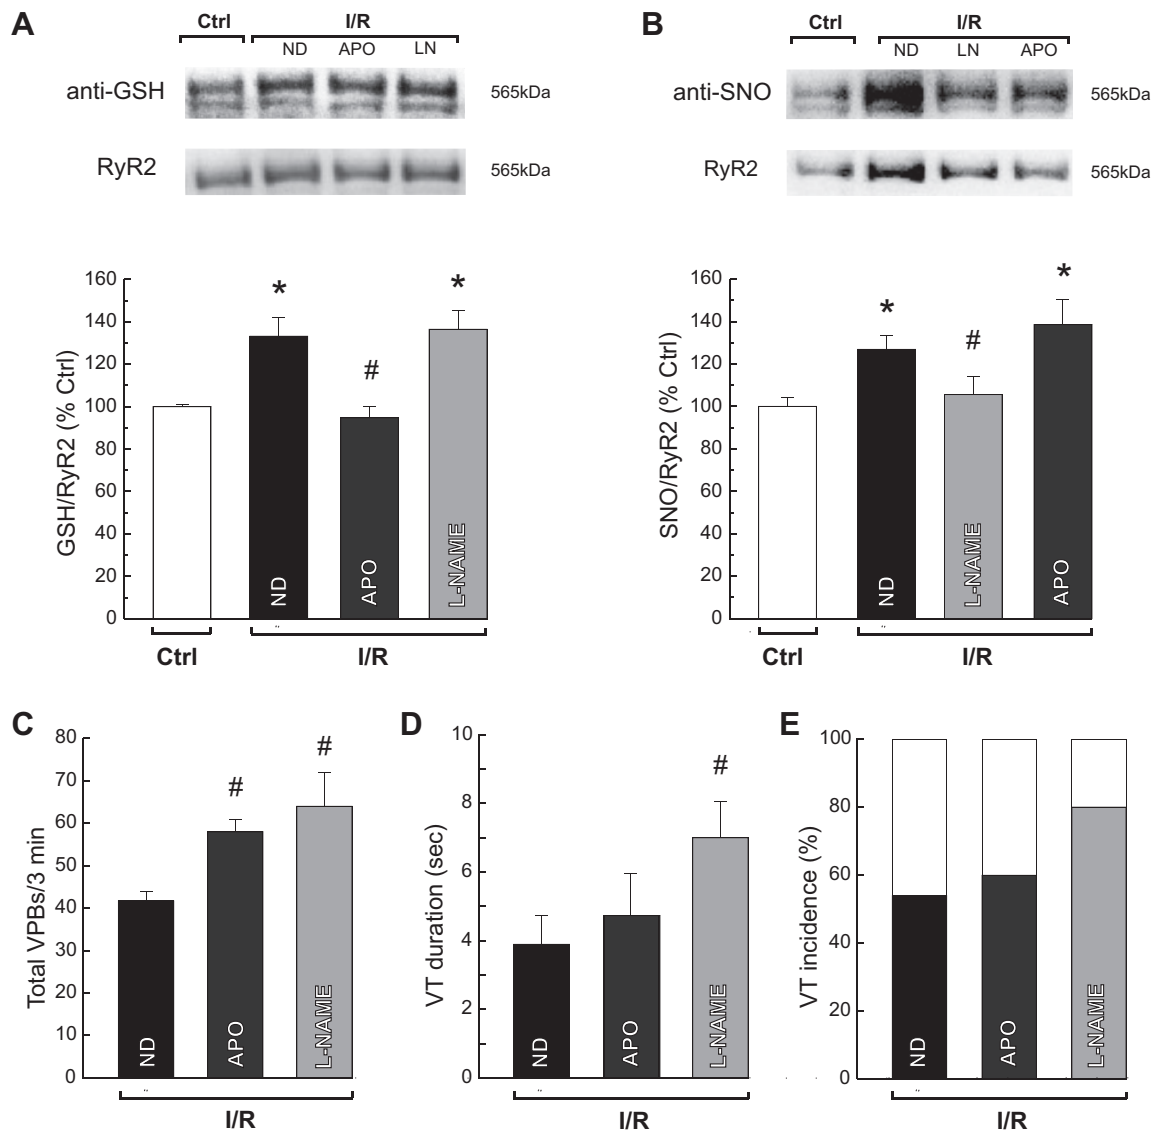 A
Ctrl I/R
ND APO LN
anti-GSH 565kDa
RyR2 565kDa
GSH/RyR2 (% Ctrl)
160
140
120
100
80
60
40
20
0
*
#
*
ND
APO
L-NAME
Ctrl I/R
B
Ctrl I/R
ND LN APO
anti-SNO 565kDa
RyR2 565kDa
SNO/RyR2 (% Ctrl)
160
140
120
100
80
60
40
20
0
*
#
*
ND
L-NAME
APO
Ctrl I/R
C
Total VPBs/3 min
80
70
60
50
40
30
20
10
0
#
#
ND
APO
L-NAME
I/R
D
VT duration (sec)
10
8
6
4
2
0
#
ND
APO
L-NAME
I/R
E
VT incidence (%)
100
80
60
40
20
0
ND
APO
L-NAME
I/R